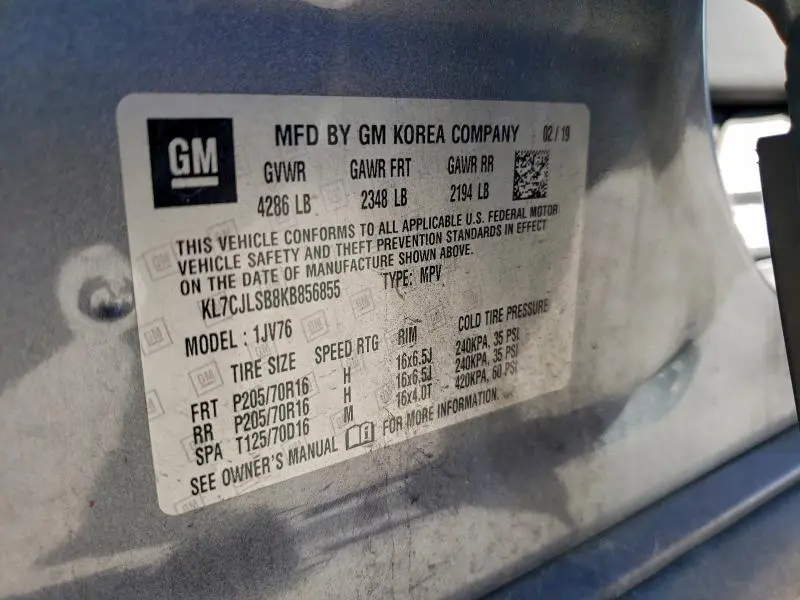 GM
MFD BY GM KOREA COMPANY 02 / 19
GVWR GAWR FRT GAWR RR
4286 LB 2348 LB 2194 LB
THIS VEHICLE CONFORMS TO ALL APPLICABLE U.S. FEDERAL MOTOR
VEHICLE SAFETY AND THEFT PREVENTION STANDARDS IN EFFECT
ON THE DATE OF MANUFACTURE SHOWN ABOVE.
KL7CJLSB8KB856855 TYPE: MPV
MODEL : 1JV76
TIRE SIZE SPEED RTG RIM COLD TIRE PRESSURE
FRT P205/70R16 H 16x6.5J 240KPA, 35 PSI
RR P205/70R16 H 16x6.5J 240KPA, 35 PSI
SPA T125/70D16 M 16x4.0T 420KPA, 60 PSI
SEE OWNER'S MANUAL FOR MORE INFORMATION.